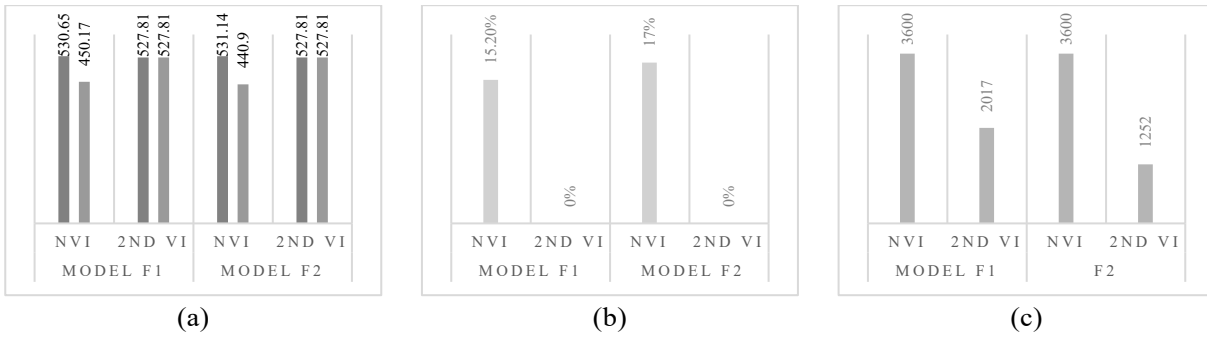 530.65 450.17 527.81 527.81 531.14 440.9 527.81 527.81
NVI 2ND VI NVI 2ND VI
MODEL F1 MODEL F2
(a)
15.20% 0% 17% 0%
NVI 2ND VI NVI 2ND VI
MODEL F1 MODEL F2
(b)
3600 2017 3600 1252
NVI 2ND VI NVI 2ND VI
MODEL F1 F2
(c)